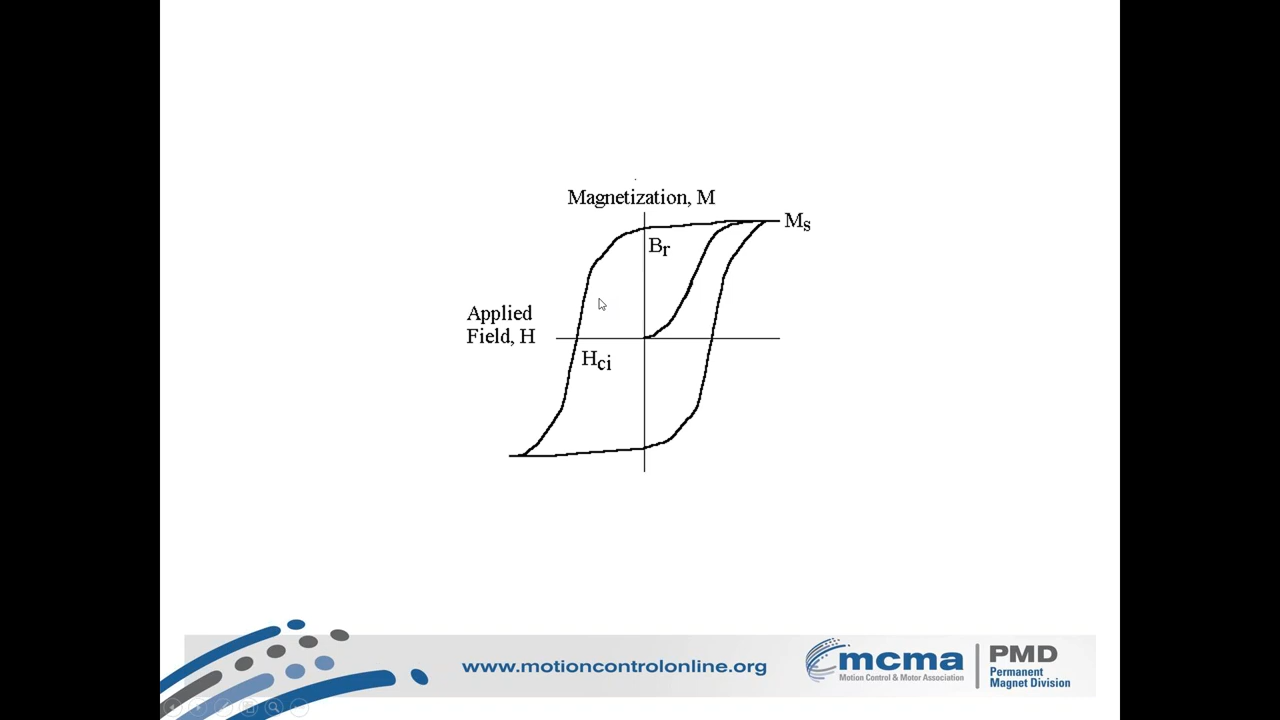 Magnetization, M
Ms
Br
Applied
Field, H
Hci
www.motioncontrolonline.org
mcma
Motion Control & Motor Association
PMD
Permanent
Magnet Division